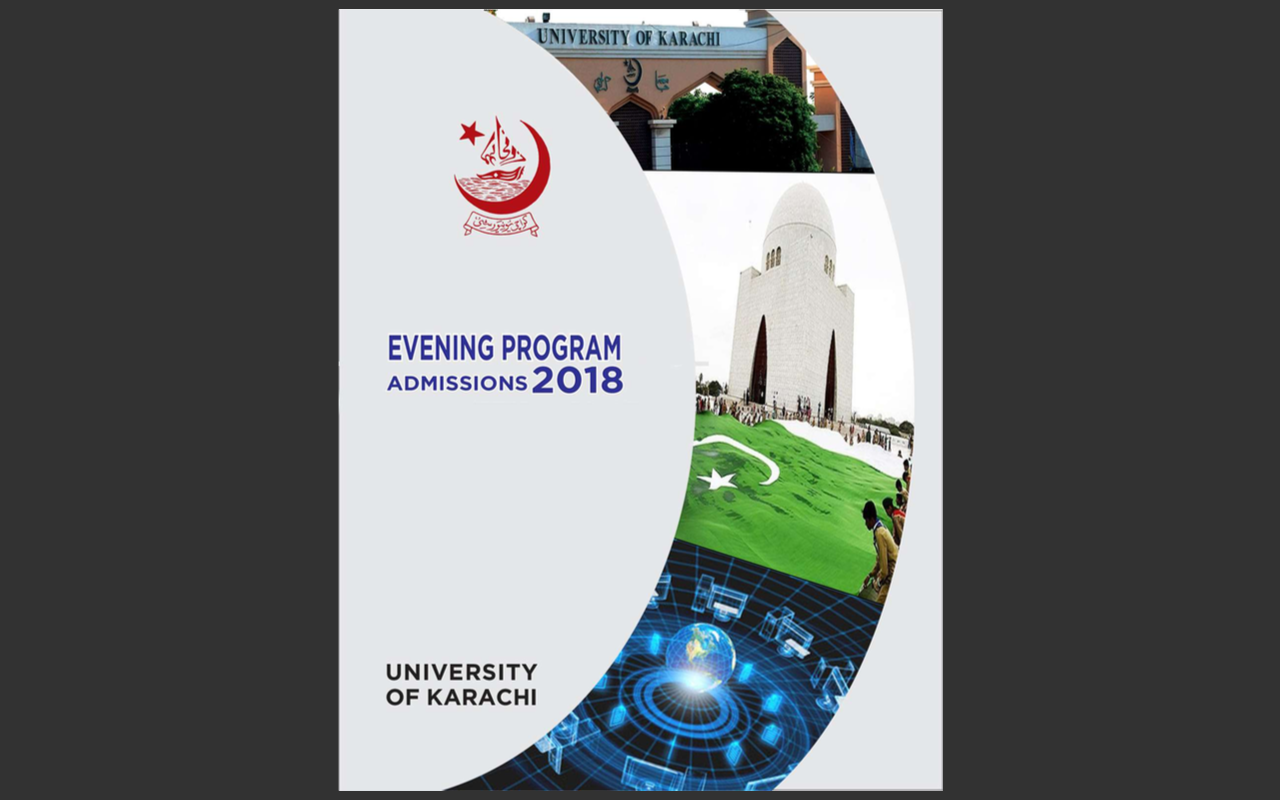 UNIVERSITY OF KARACHI
EVENING PROGRAM
ADMISSIONS 2018
UNIVERSITY
OF KARACHI